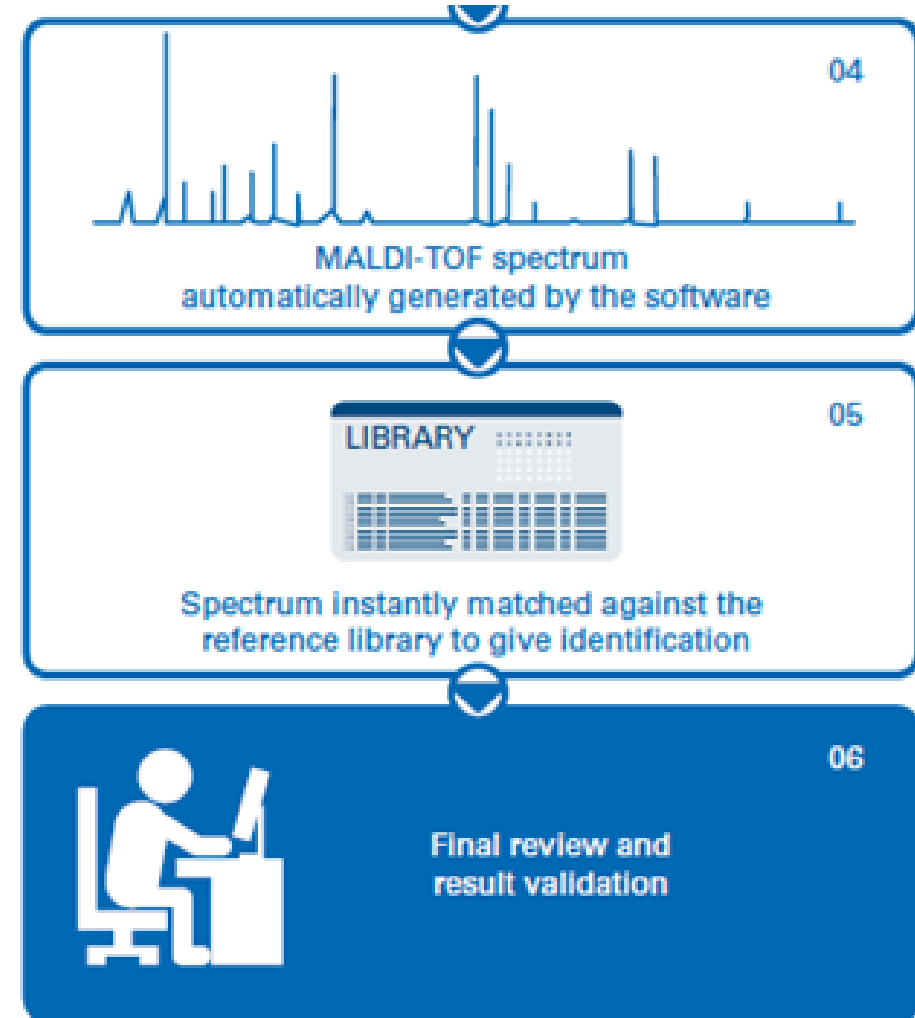 04
MALDI-TOF spectrum
automatically generated by the software
05
LIBRARY
Spectrum instantly matched against the
reference library to give identification
06
Final review and
result validation